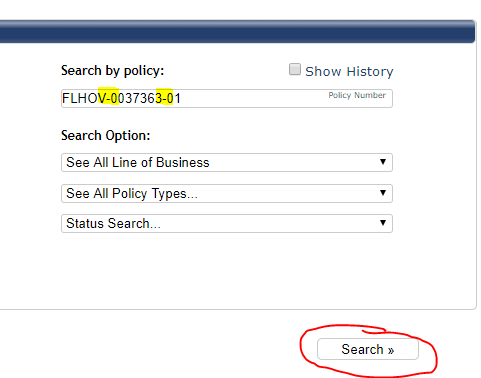 Search by policy:
Show History
FLHOV-0037363-01
Policy Number
Search Option:
See All Line of Business
See All Policy Types...
Status Search...
Search »